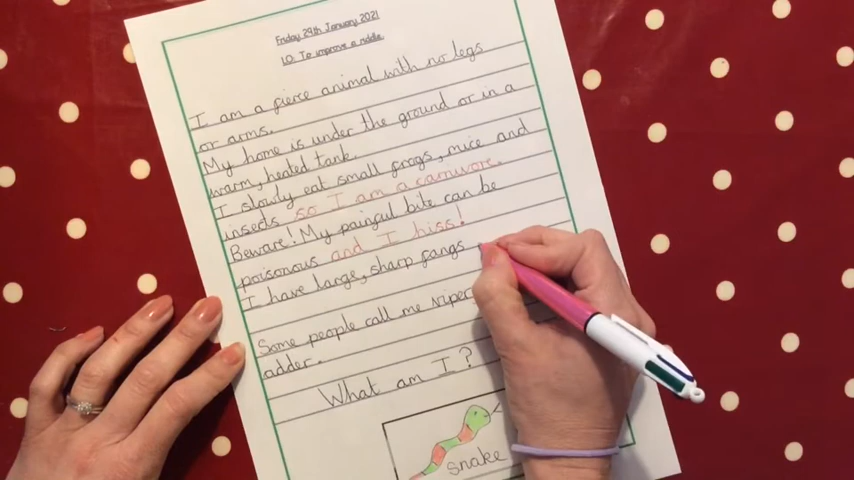 Friday 29th January 2021
LO: To improve a riddle.
I am a fierce animal with no legs
or arms.
My home is under the ground or in a
warm, heated tank.
I slowly eat small frogs, mice and
insects so I am a carnivore.
Beware! My painful bite can be
poisonous and I hiss!
I have large, sharp fangs
Some people call me viper
adder.
What am I?
snake